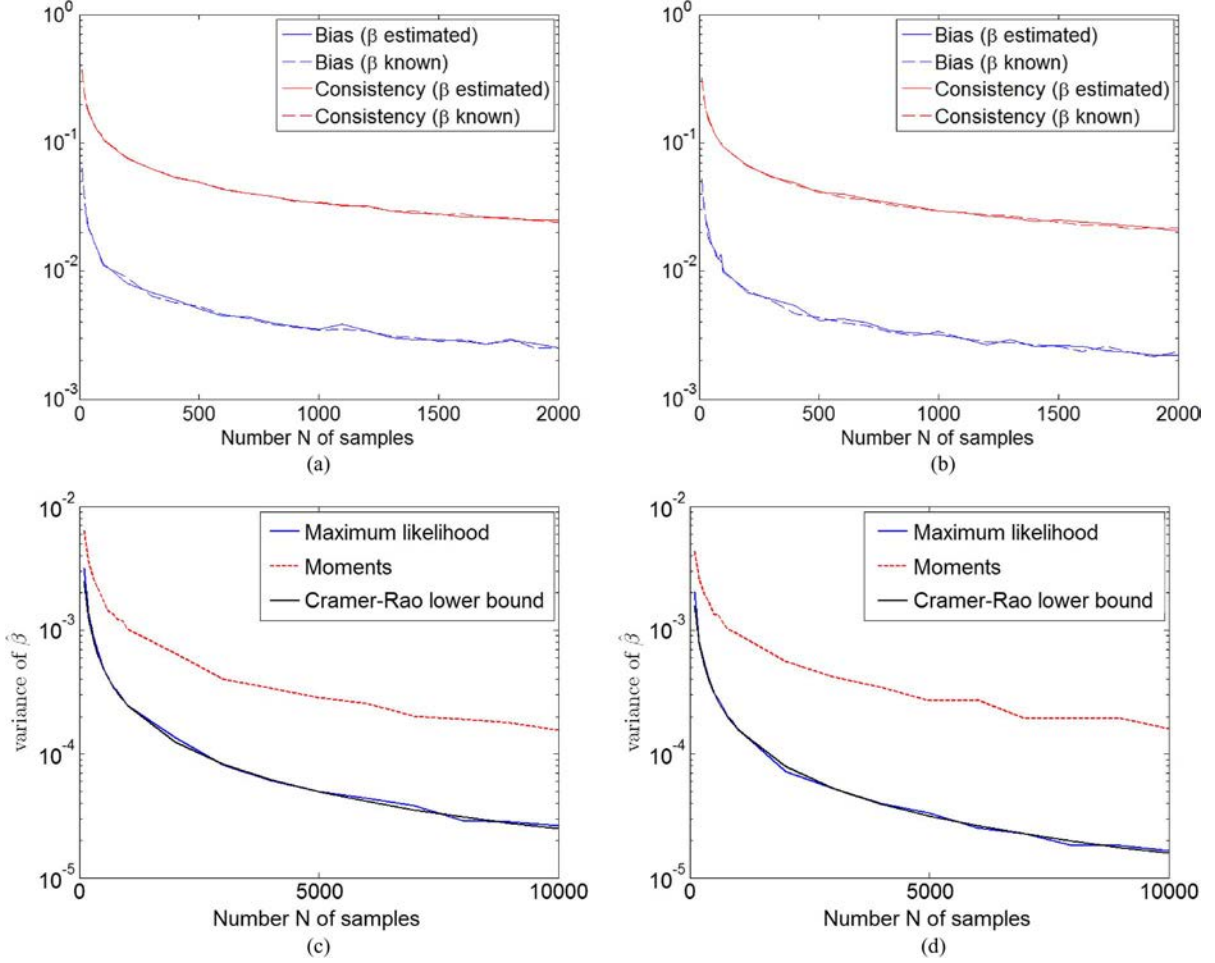 10^0
10^-1
10^-2
10^-3
0 500 1000 1500 2000
Number N of samples
(a)
Bias (β estimated)
Bias (β known)
Consistency (β estimated)
Consistency (β known)
10^0
10^-1
10^-2
10^-3
0 500 1000 1500 2000
Number N of samples
(b)
Bias (β estimated)
Bias (β known)
Consistency (β estimated)
Consistency (β known)
10^-2
10^-3
10^-4
10^-5
variance of β̂
0 5000 10000
Number N of samples
(c)
Maximum likelihood
Moments
Cramer-Rao lower bound
10^-2
10^-3
10^-4
10^-5
variance of β̂
0 5000 10000
Number N of samples
(d)
Maximum likelihood
Moments
Cramer-Rao lower bound